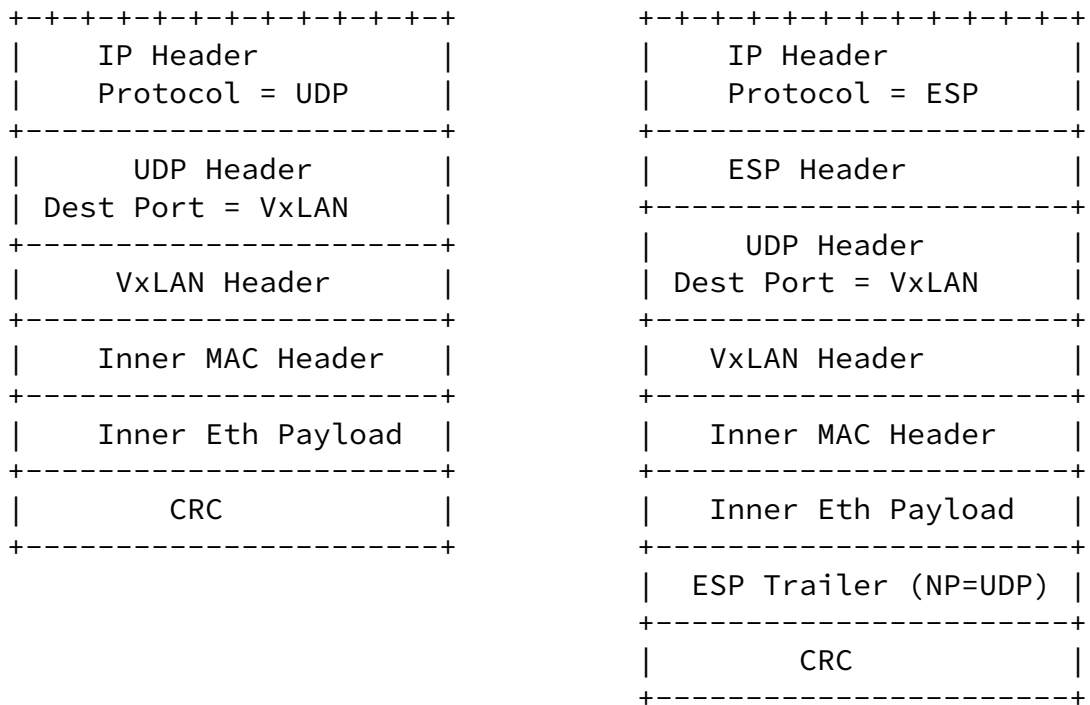 IP Header
Protocol = UDP
UDP Header
Dest Port = VxLAN
VxLAN Header
Inner MAC Header
Inner Eth Payload
CRC
IP Header
Protocol = ESP
ESP Header
UDP Header
Dest Port = VxLAN
VxLAN Header
Inner MAC Header
Inner Eth Payload
ESP Trailer (NP=UDP)
CRC